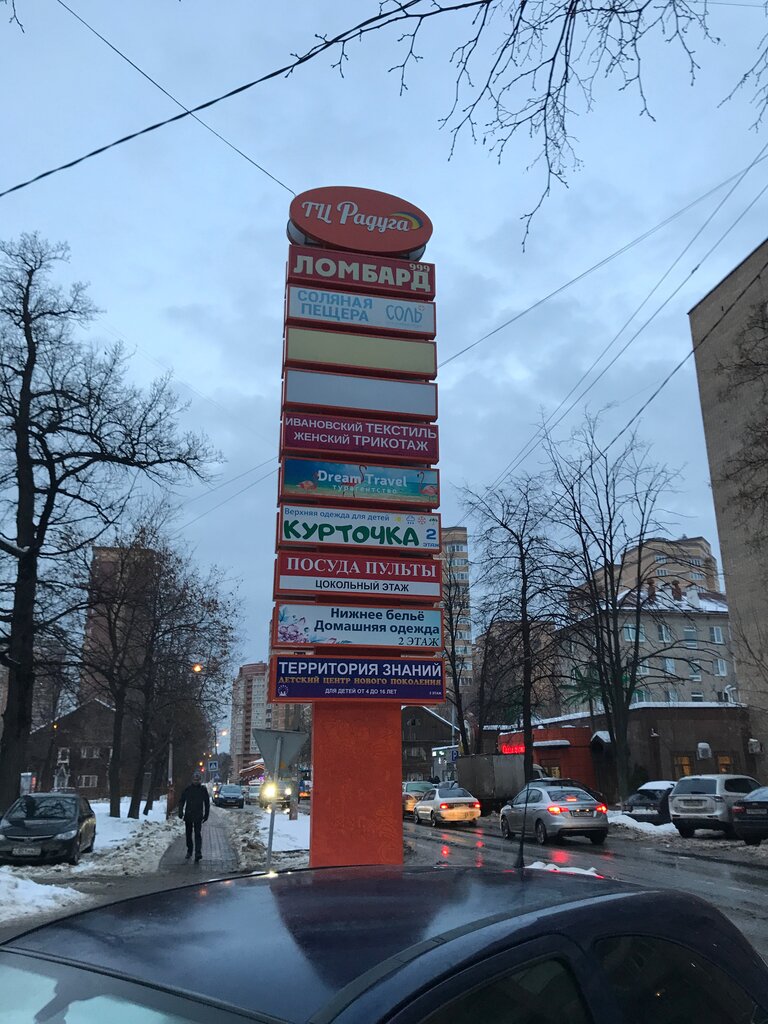 ТЦ Радуга
999
ЛОМБАРД
СОЛЯНАЯ
ПЕЩЕРА
СОЛЬ
ИВАНОВСКИЙ ТЕКСТИЛЬ
ЖЕНСКИЙ ТРИКОТАЖ
Dream Travel
турагентство
Верхняя одежда для детей
КУРТОЧКА
2
ЭТАЖ
ПОСУДА ПУЛЬТЫ
ЦОКОЛЬНЫЙ ЭТАЖ
Нижнее бельё
Домашняя одежда
2 ЭТАЖ
ТЕРРИТОРИЯ ЗНАНИЙ
ДЕТСКИЙ ЦЕНТР НОВОГО ПОКОЛЕНИЯ
ДЛЯ ДЕТЕЙ ОТ 4 ДО 16 ЛЕТ